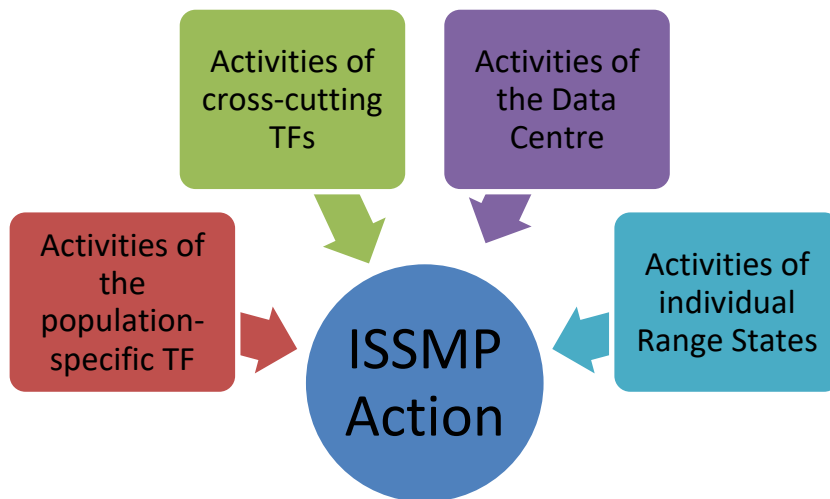 Activities of
cross-cutting
TFs
Activities of
the Data
Centre
Activities of
the
population-
specific TF
Activities of
individual
Range States
ISSMP
Action